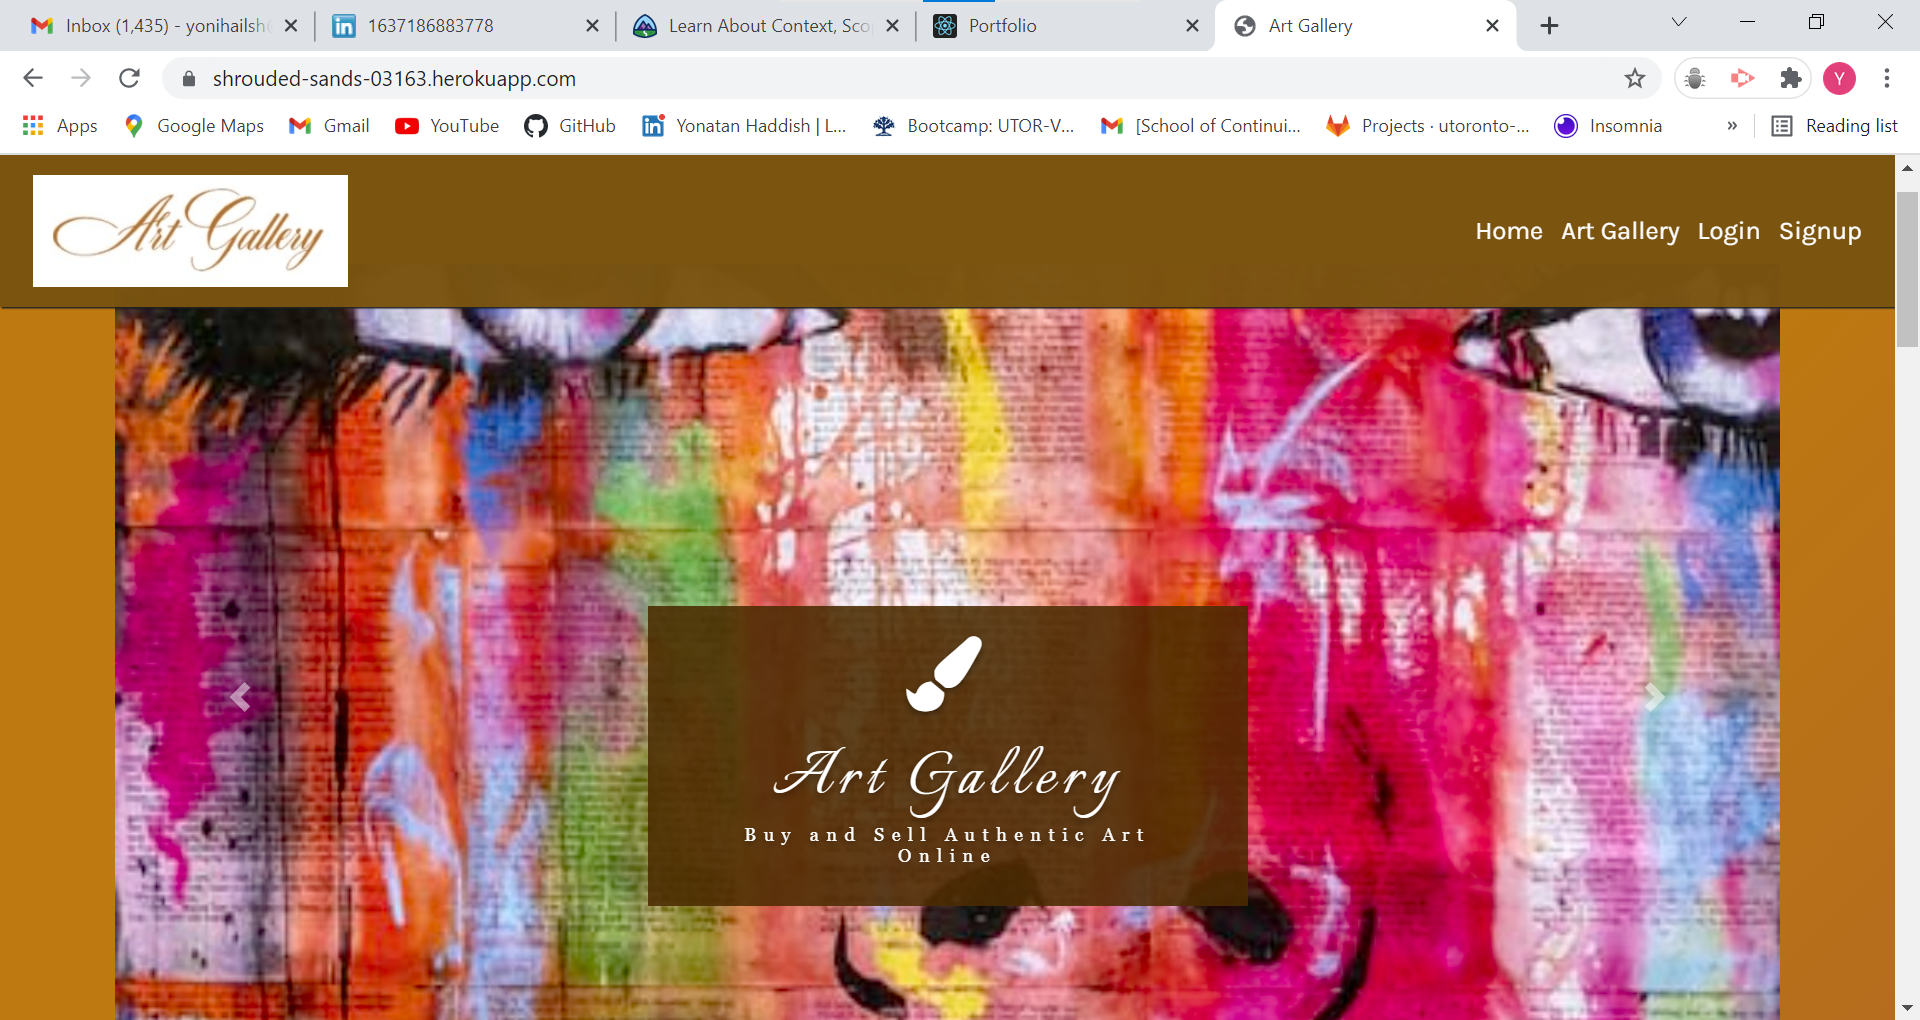 Inbox (1,435) - yonihailsh
1637186883778
Learn About Context, Sco
Portfolio
Art Gallery
shrouded-sands-03163.herokuapp.com
Y
Apps
Google Maps
Gmail
YouTube
GitHub
Yonatan Haddish | L...
Bootcamp: UTOR-V...
[School of Continui...
Projects · utoronto-...
Insomnia
»
Reading list
Art Gallery
Home Art Gallery Login Signup
Art Gallery
Buy and Sell Authentic Art
Online